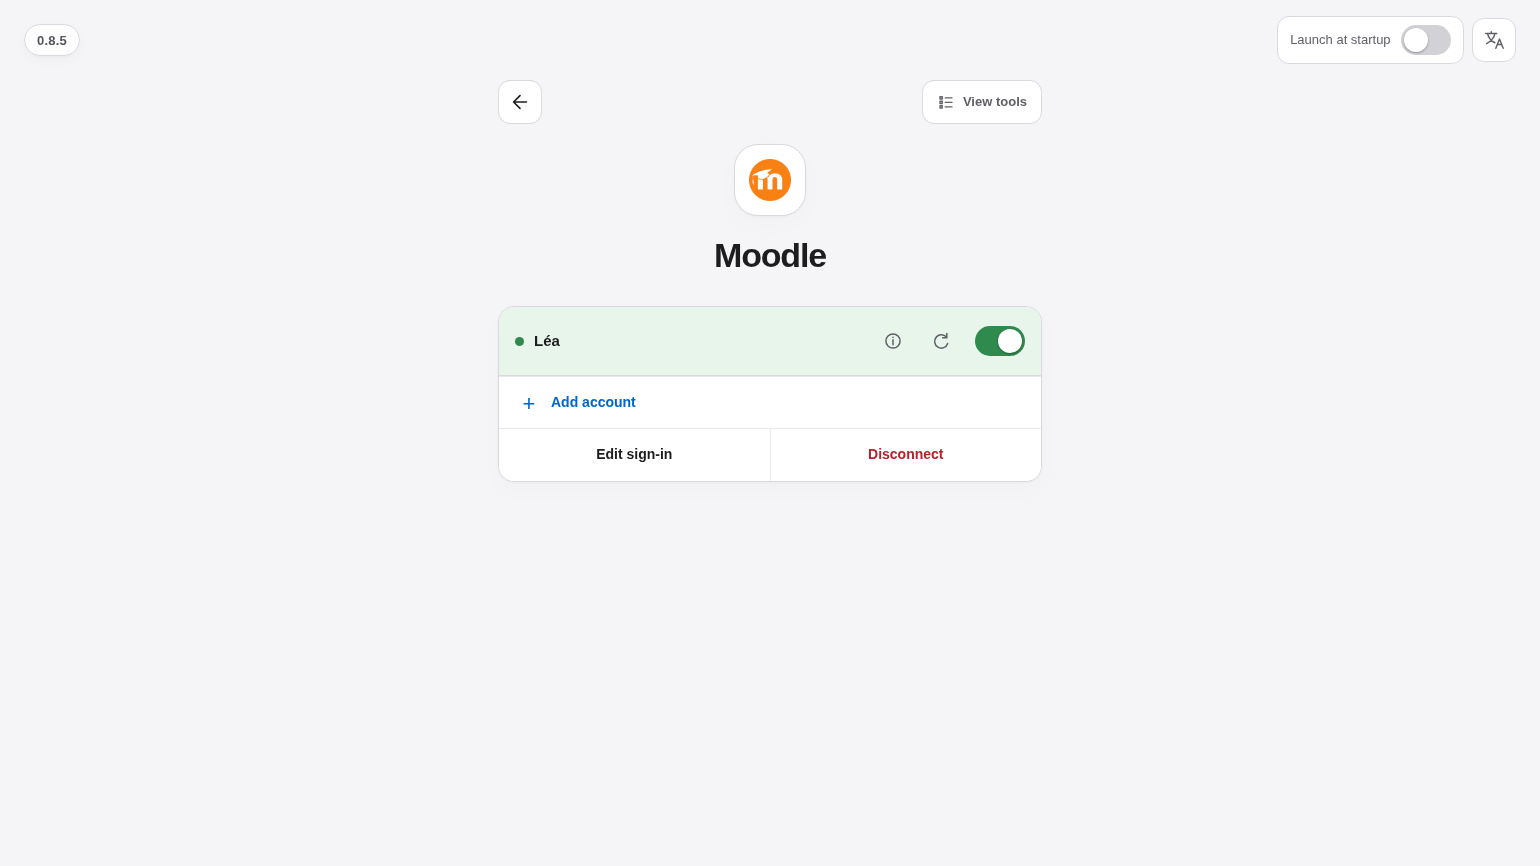 0.8.5
Launch at startup
View tools
Moodle
Léa
Add account
Edit sign-in
Disconnect